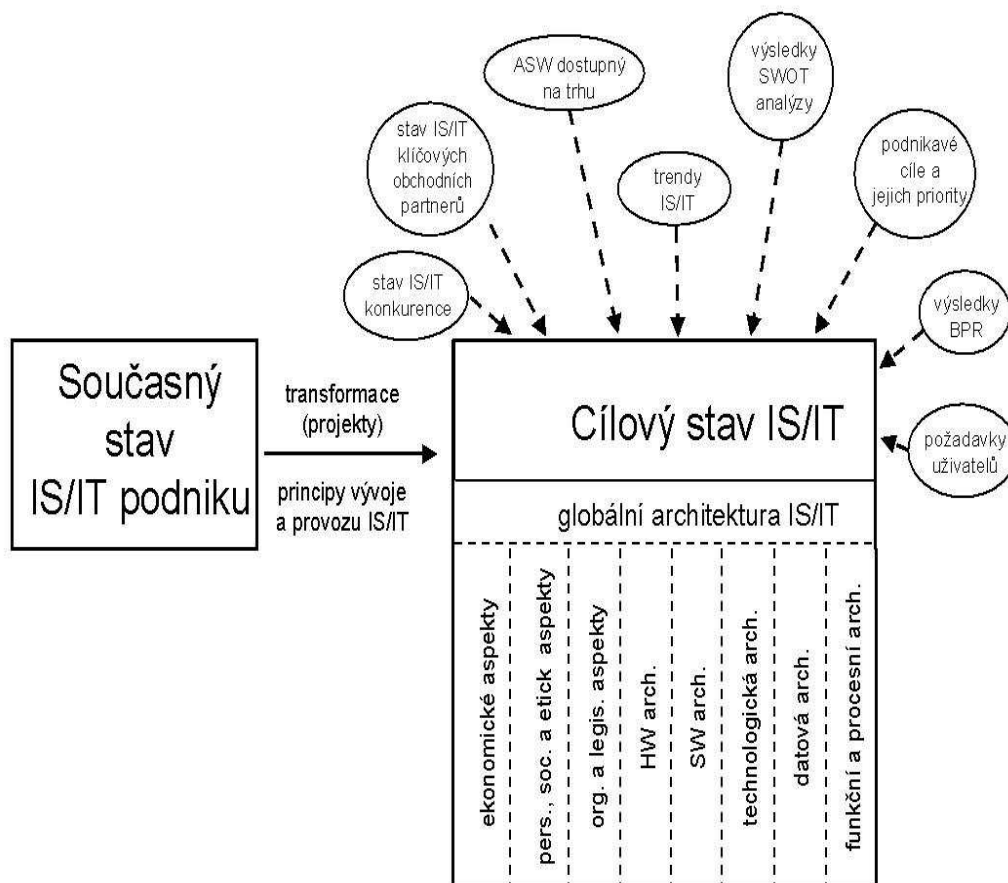 ASW dostupný
na trhu
výsledky
SWOT
analýzy
stav IS/IT
klíčových
obchodních
partnerů
trendy
IS/IT
podnikavé
cíle a
jejich priority
stav IS/IT
konkurence
výsledky
BPR
požadavky
uživatelů
Současný
stav
IS/IT podniku
transformace
(projekty)
principy vývoje
a provozu IS/IT
Cílový stav IS/IT
globální architektura IS/IT
ekonomické aspekty
pers., soc. a etick aspekty
org. a legis. aspekty
HW arch.
SW arch.
technologická arch.
datová arch.
funkční a procesní arch.